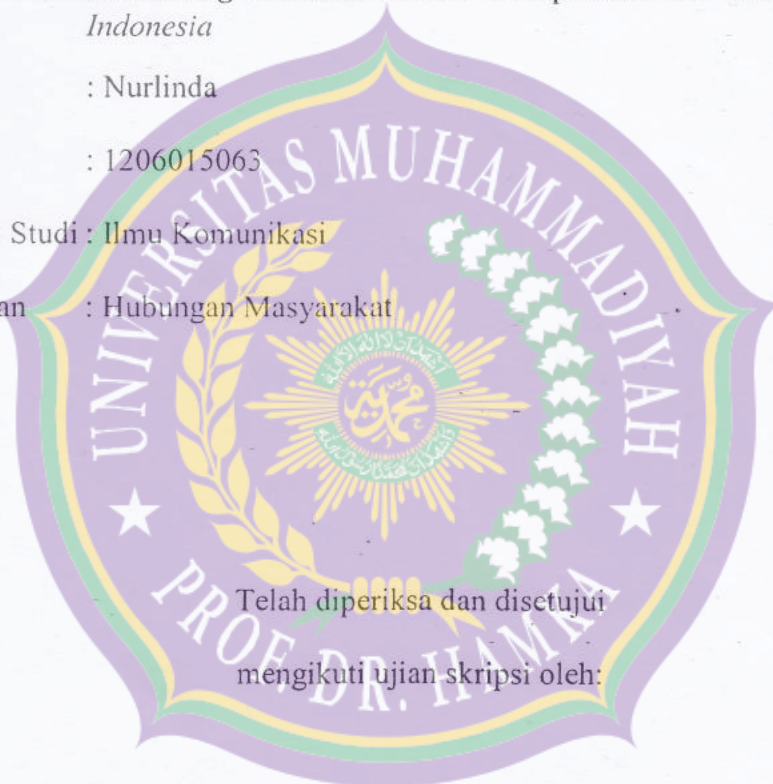 Indonesia
: Nurlinda
: 1206015063
Studi : Ilmu Komunikasi
an : Hubungan Masyarakat
Telah diperiksa dan disetujui
mengikuti ujian skripsi oleh:
UNIVERSITAS MUHAMMADIYAH
PROF. DR. HAMKA
محمدية